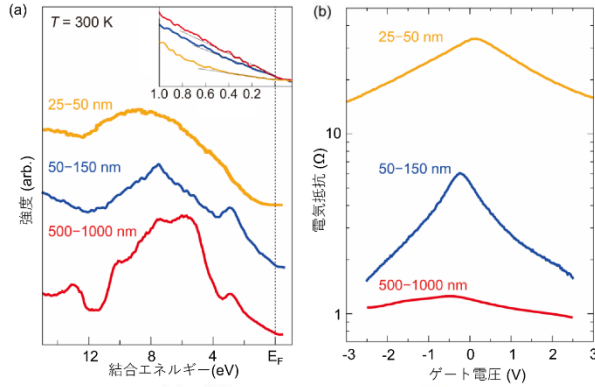 (a)
T = 300 K
1.0 0.8 0.6 0.4 0.2
25−50 nm
50−150 nm
500−1000 nm
強度 (arb.)
12 8 4 EF
結合エネルギー(eV)
(b)
25−50 nm
10
50−150 nm
500−1000 nm
1
電気抵抗 (Ω)
-3 -2 -1 0 1 2 3
ゲート電圧 (V)